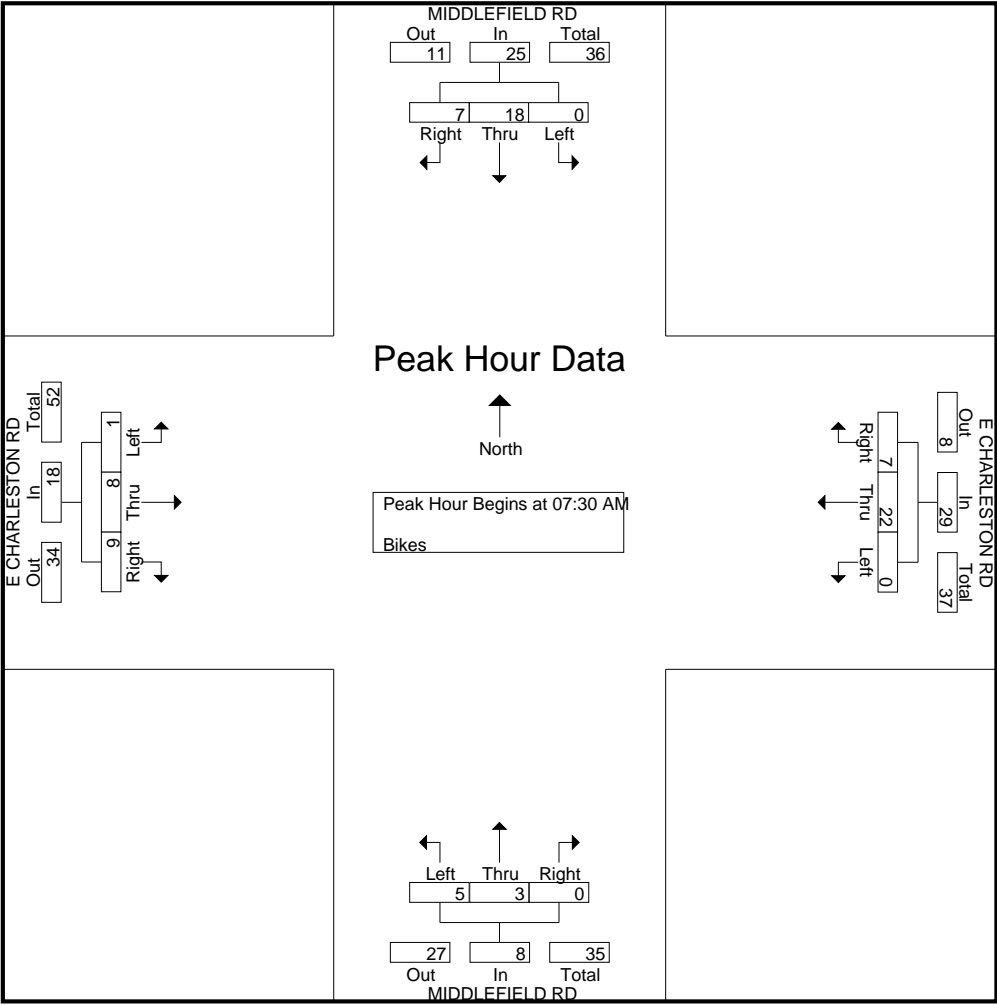 MIDDLEFIELD RD
Out In Total
11 25 36
7 18 0
Right Thru Left
Peak Hour Data
North
Peak Hour Begins at 07:30 AM
Bikes
E CHARLESTON RD
Out In Total
34 18 52
Left Thru Right
1 8 9
E CHARLESTON RD
Out In Total
8 29 37
7 22 0
Right Thru Left
Left Thru Right
5 3 0
27 8 35
Out In Total
MIDDLEFIELD RD